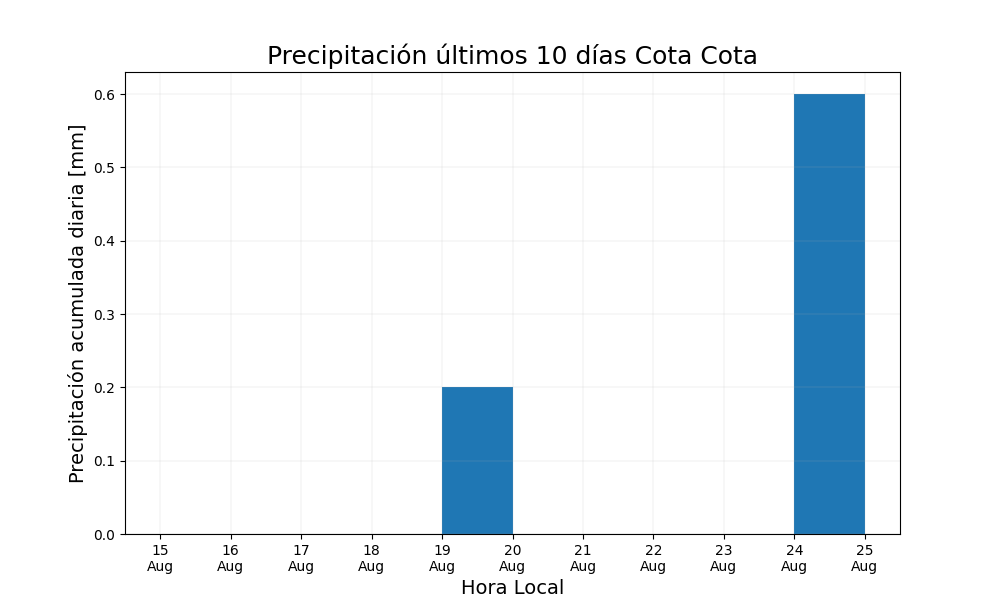 Precipitación últimos 10 días Cota Cota
Precipitación acumulada diaria [mm]
0.6
0.5
0.4
0.3
0.2
0.1
0.0
15 16 17 18 19 20 21 22 23 24 25
Aug Aug Aug Aug Aug Aug Aug Aug Aug Aug Aug
Hora Local